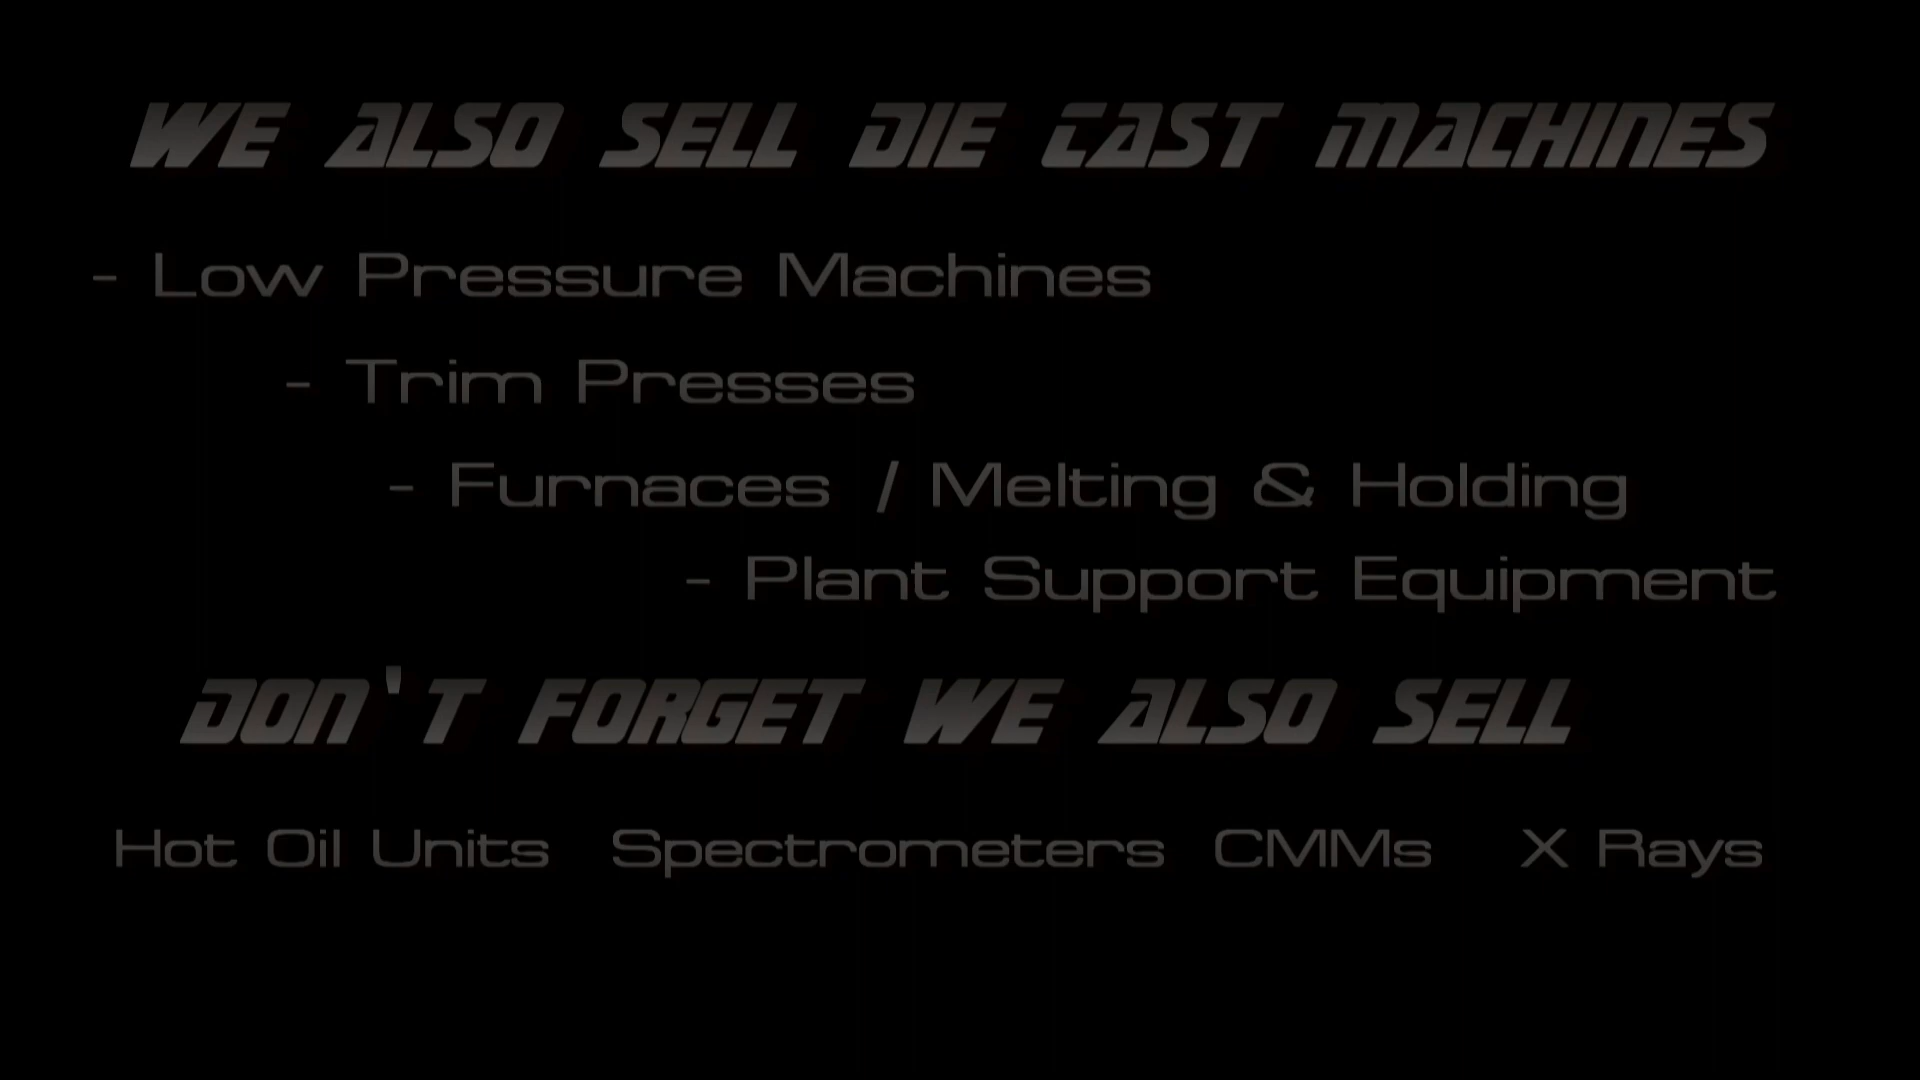 WE ALSO SELL DIE CAST MACHINES
- Low Pressure Machines
- Trim Presses
- Furnaces / Melting & Holding
- Plant Support Equipment
DON'T FORGET WE ALSO SELL
Hot Oil Units Spectrometers CMMs X Rays